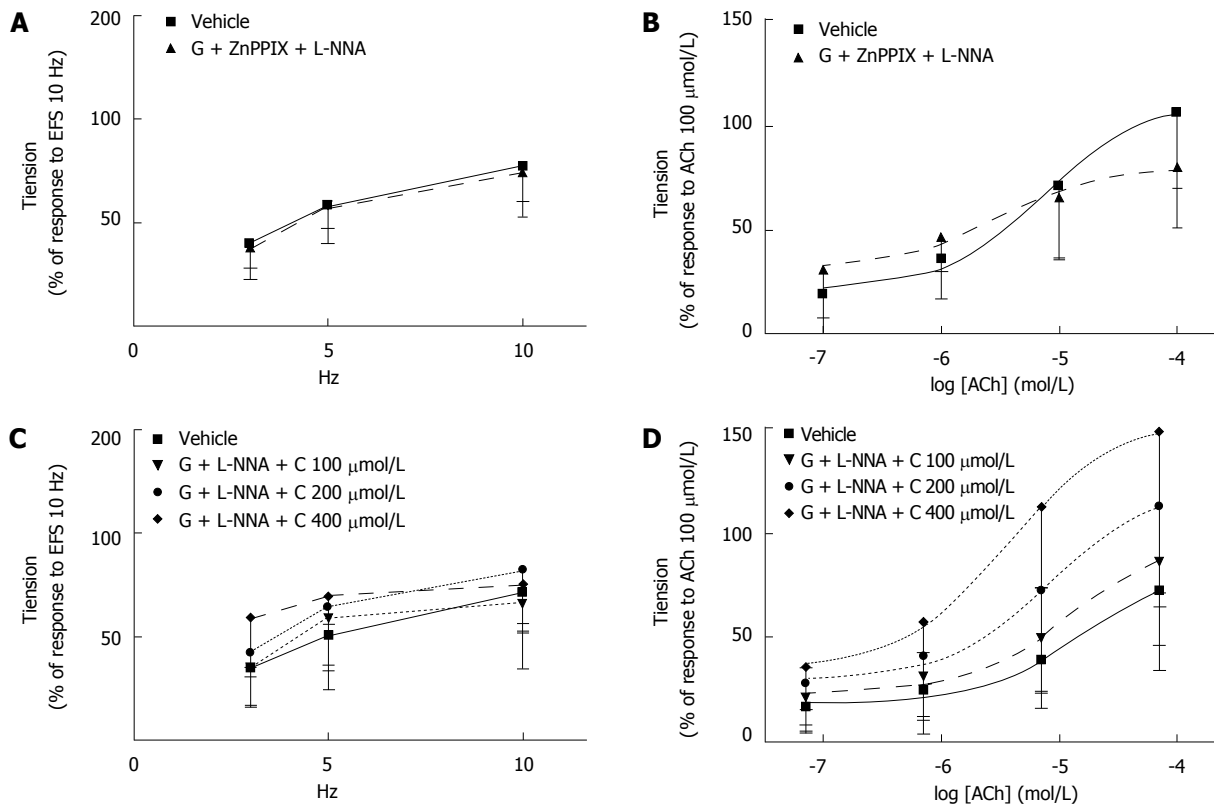 A
200
100
50
Tiension
(% of response to EFS 10 Hz)
Vehicle
G + ZnPPIX + L-NNA
0
5
10
Hz
B
150
100
50
0
Tiension
(% of response to ACh 100 μmol/L)
Vehicle
G + ZnPPIX + L-NNA
-7
-6
-5
-4
log [ACh] (mol/L)
C
200
100
50
Tiension
(% of response to EFS 10 Hz)
Vehicle
G + L-NNA + C 100 μmol/L
G + L-NNA + C 200 μmol/L
G + L-NNA + C 400 μmol/L
0
5
10
Hz
D
150
100
50
0
Tiension
(% of response to ACh 100 μmol/L)
Vehicle
G + L-NNA + C 100 μmol/L
G + L-NNA + C 200 μmol/L
G + L-NNA + C 400 μmol/L
-7
-6
-5
-4
log [ACh] (mol/L)